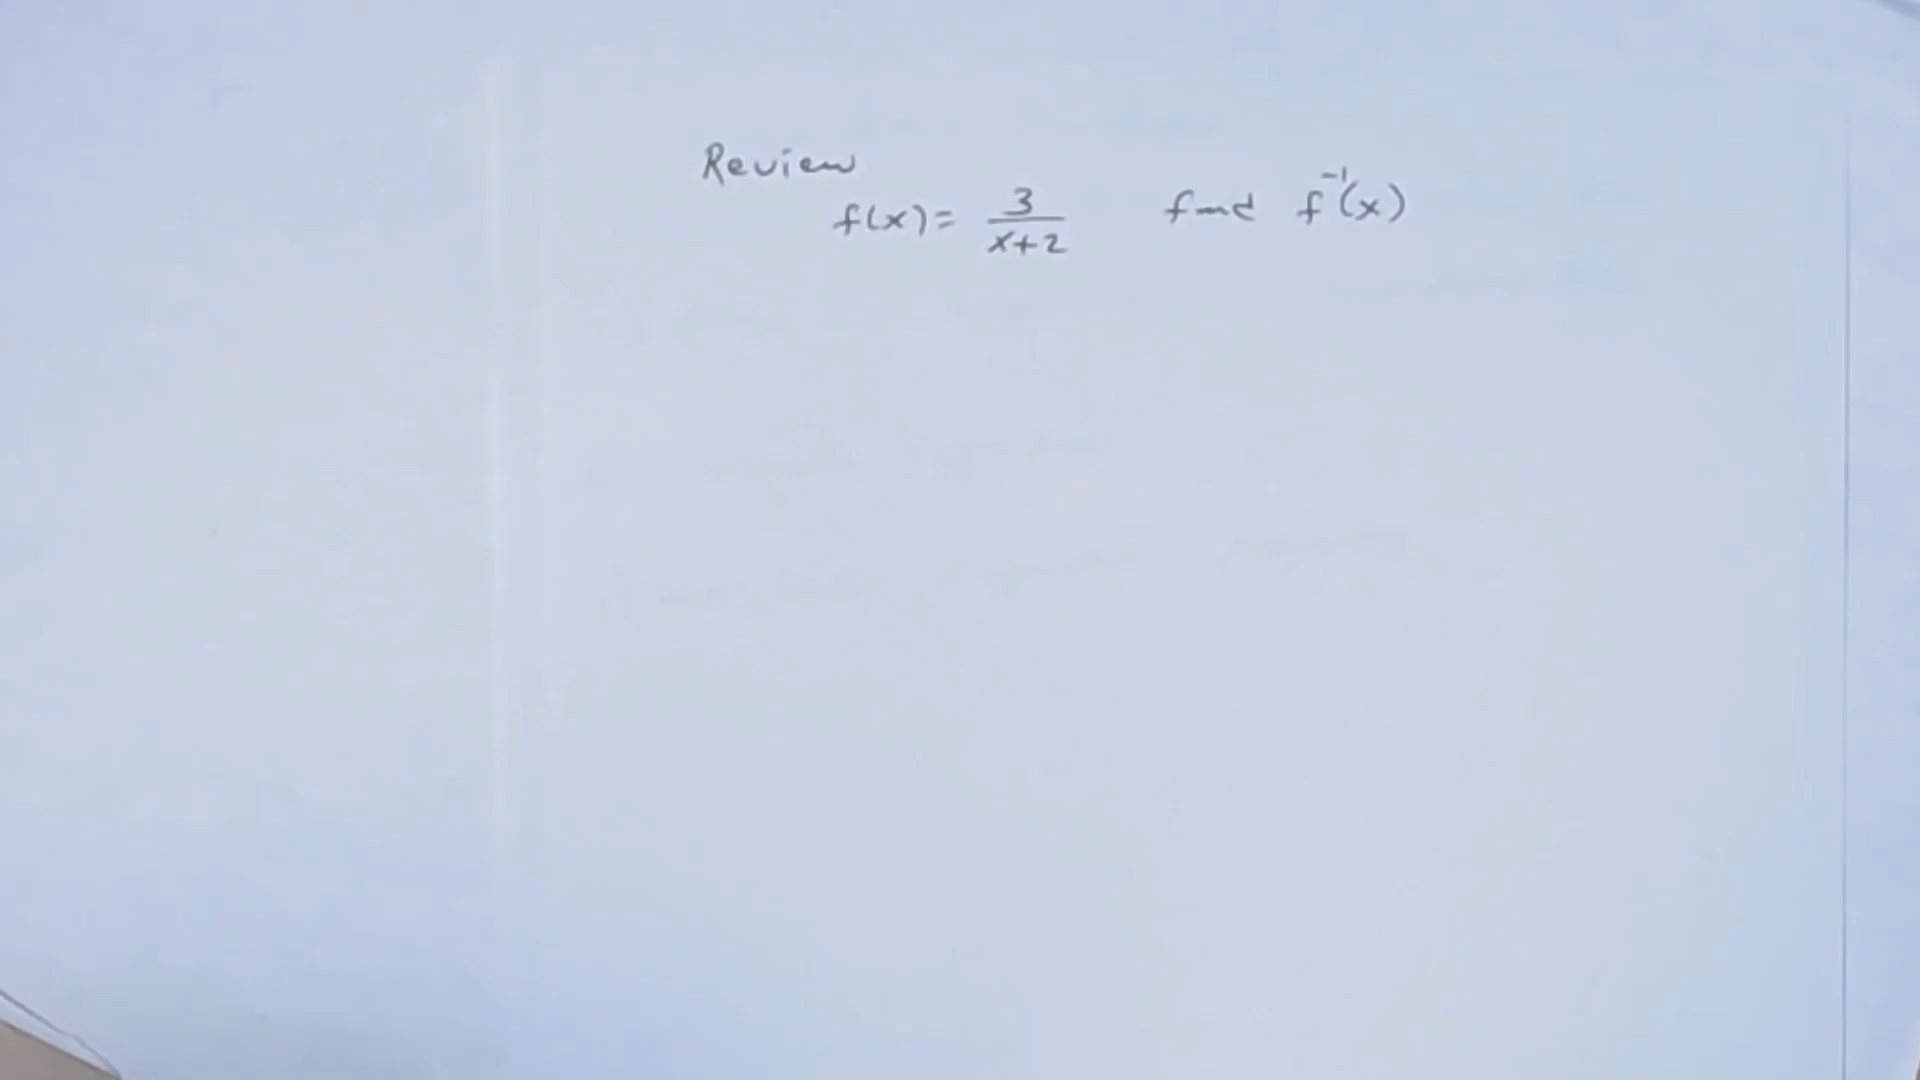 Review
f(x) = 3/(x+2) find f⁻¹(x)